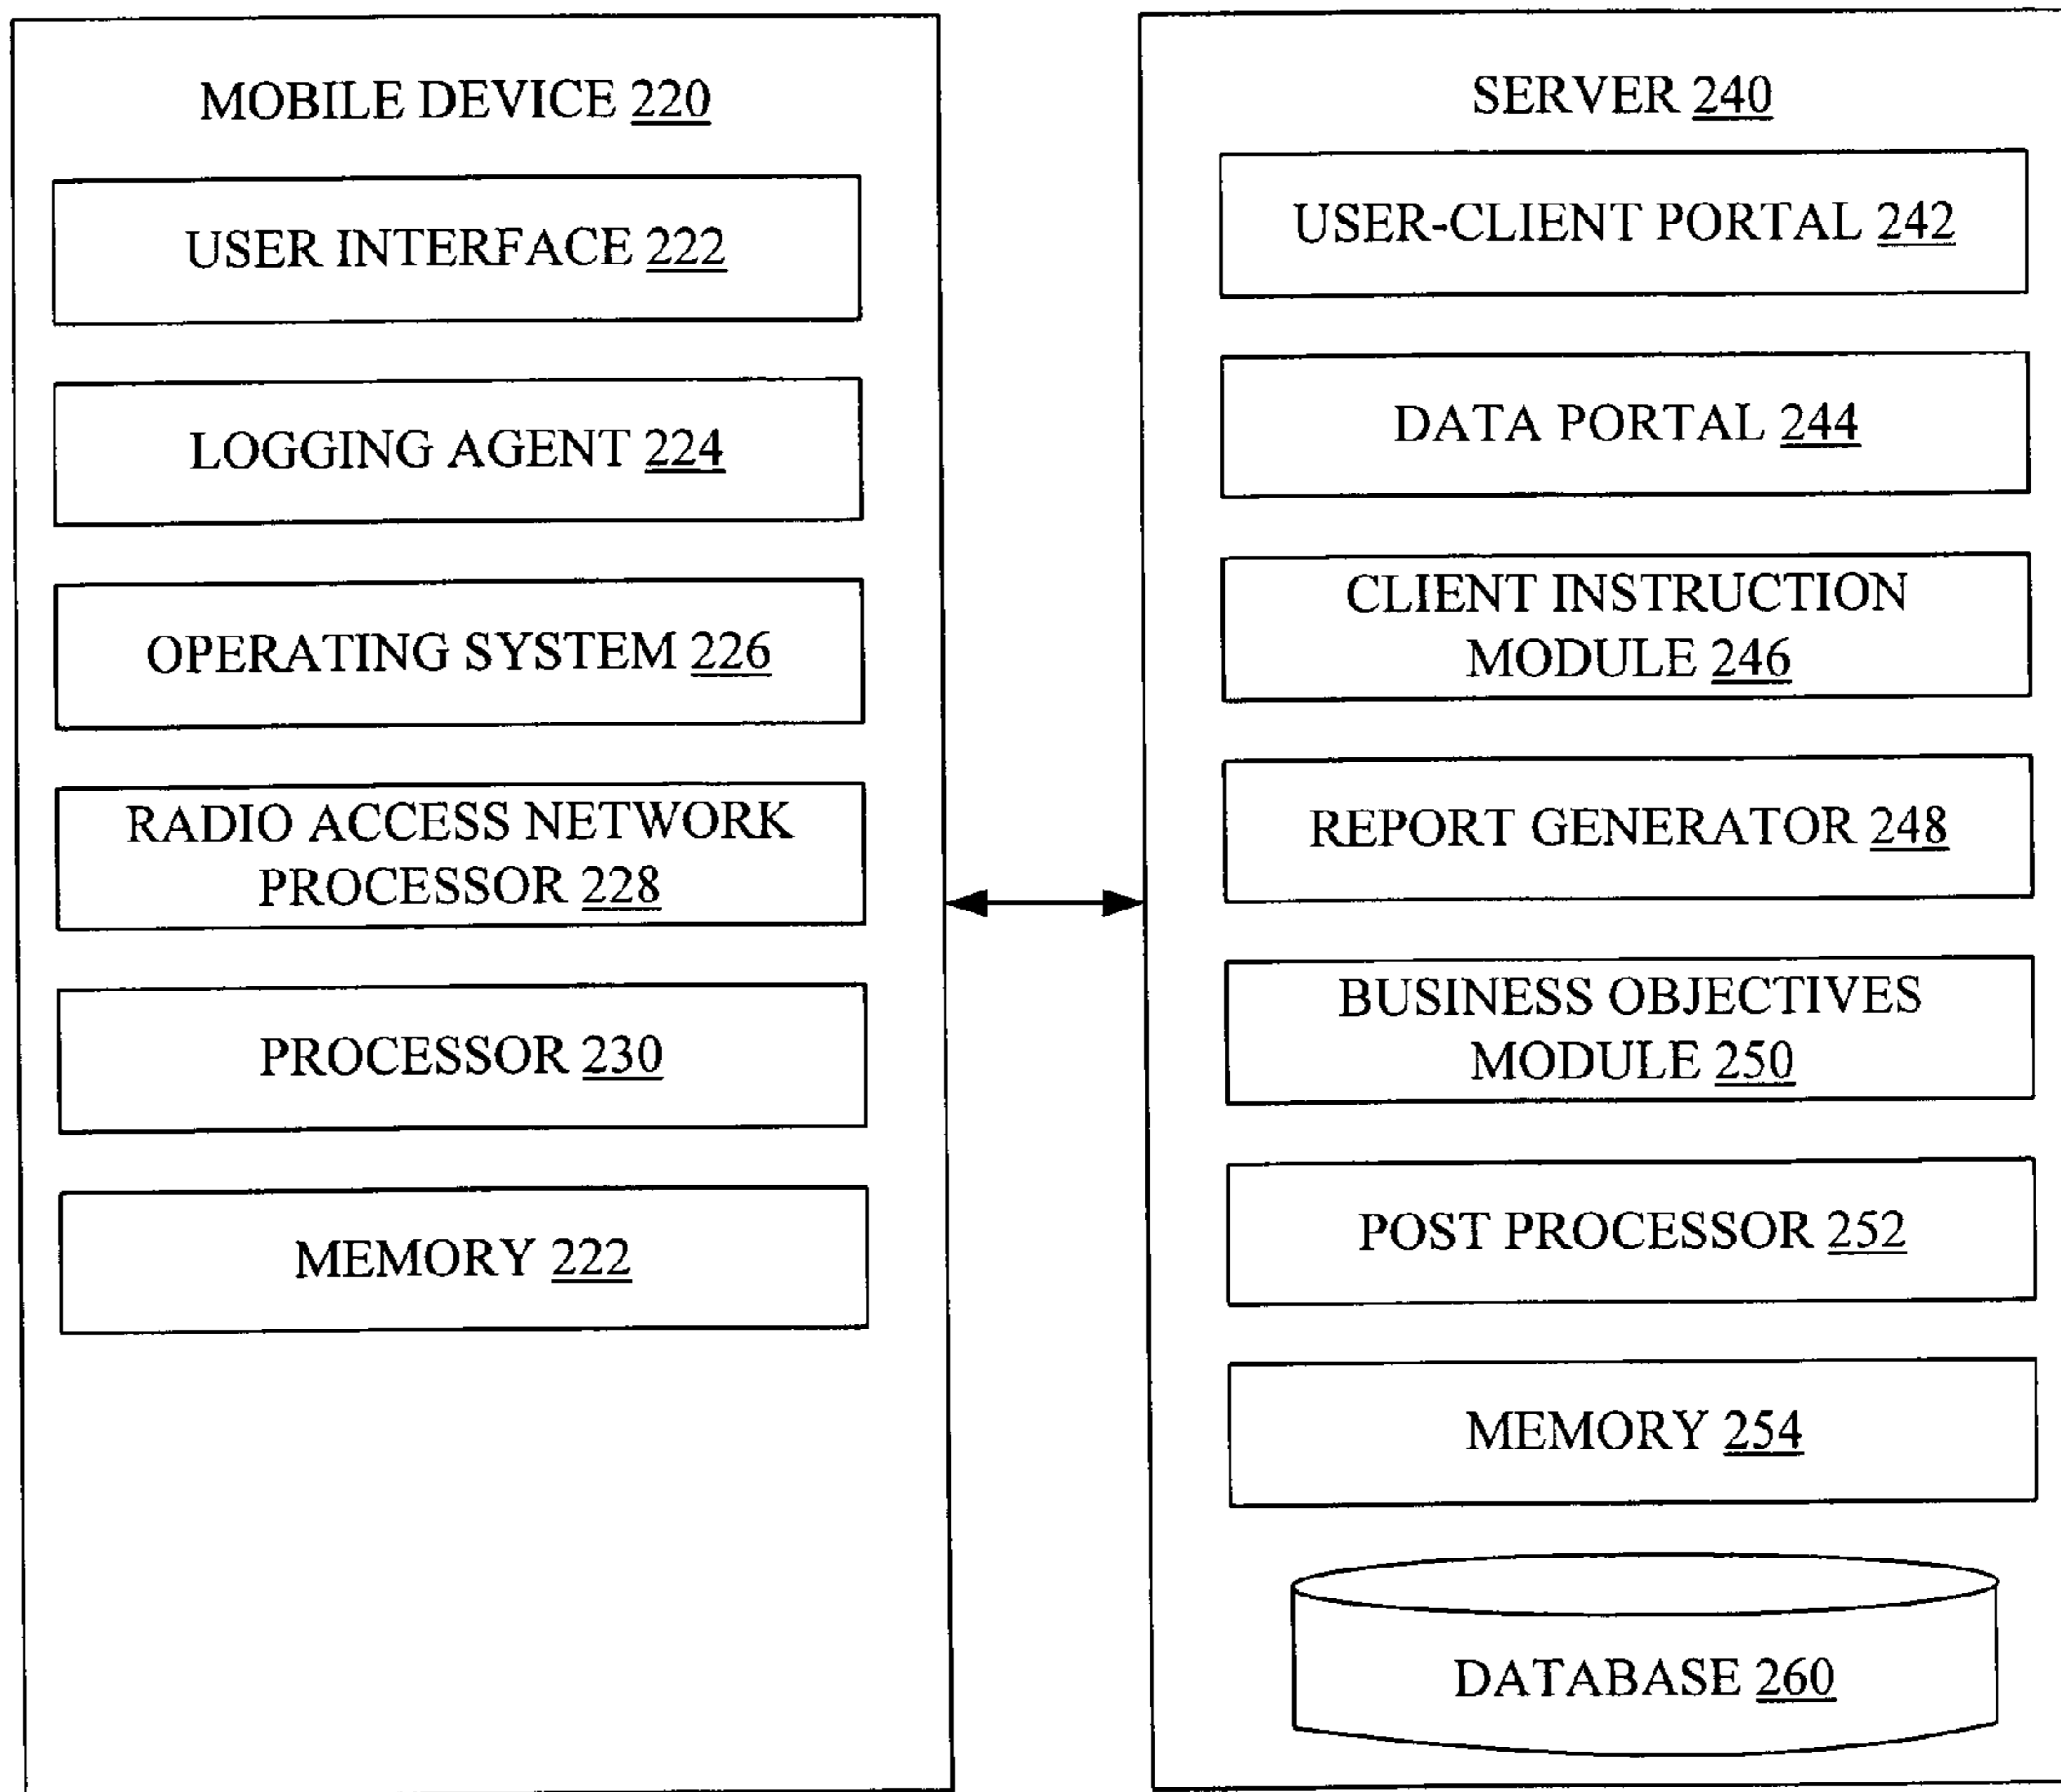 MOBILE DEVICE 220
USER INTERFACE 222
LOGGING AGENT 224
OPERATING SYSTEM 226
RADIO ACCESS NETWORK
PROCESSOR 228
PROCESSOR 230
MEMORY 222
SERVER 240
USER-CLIENT PORTAL 242
DATA PORTAL 244
CLIENT INSTRUCTION
MODULE 246
REPORT GENERATOR 248
BUSINESS OBJECTIVES
MODULE 250
POST PROCESSOR 252
MEMORY 254
DATABASE 260